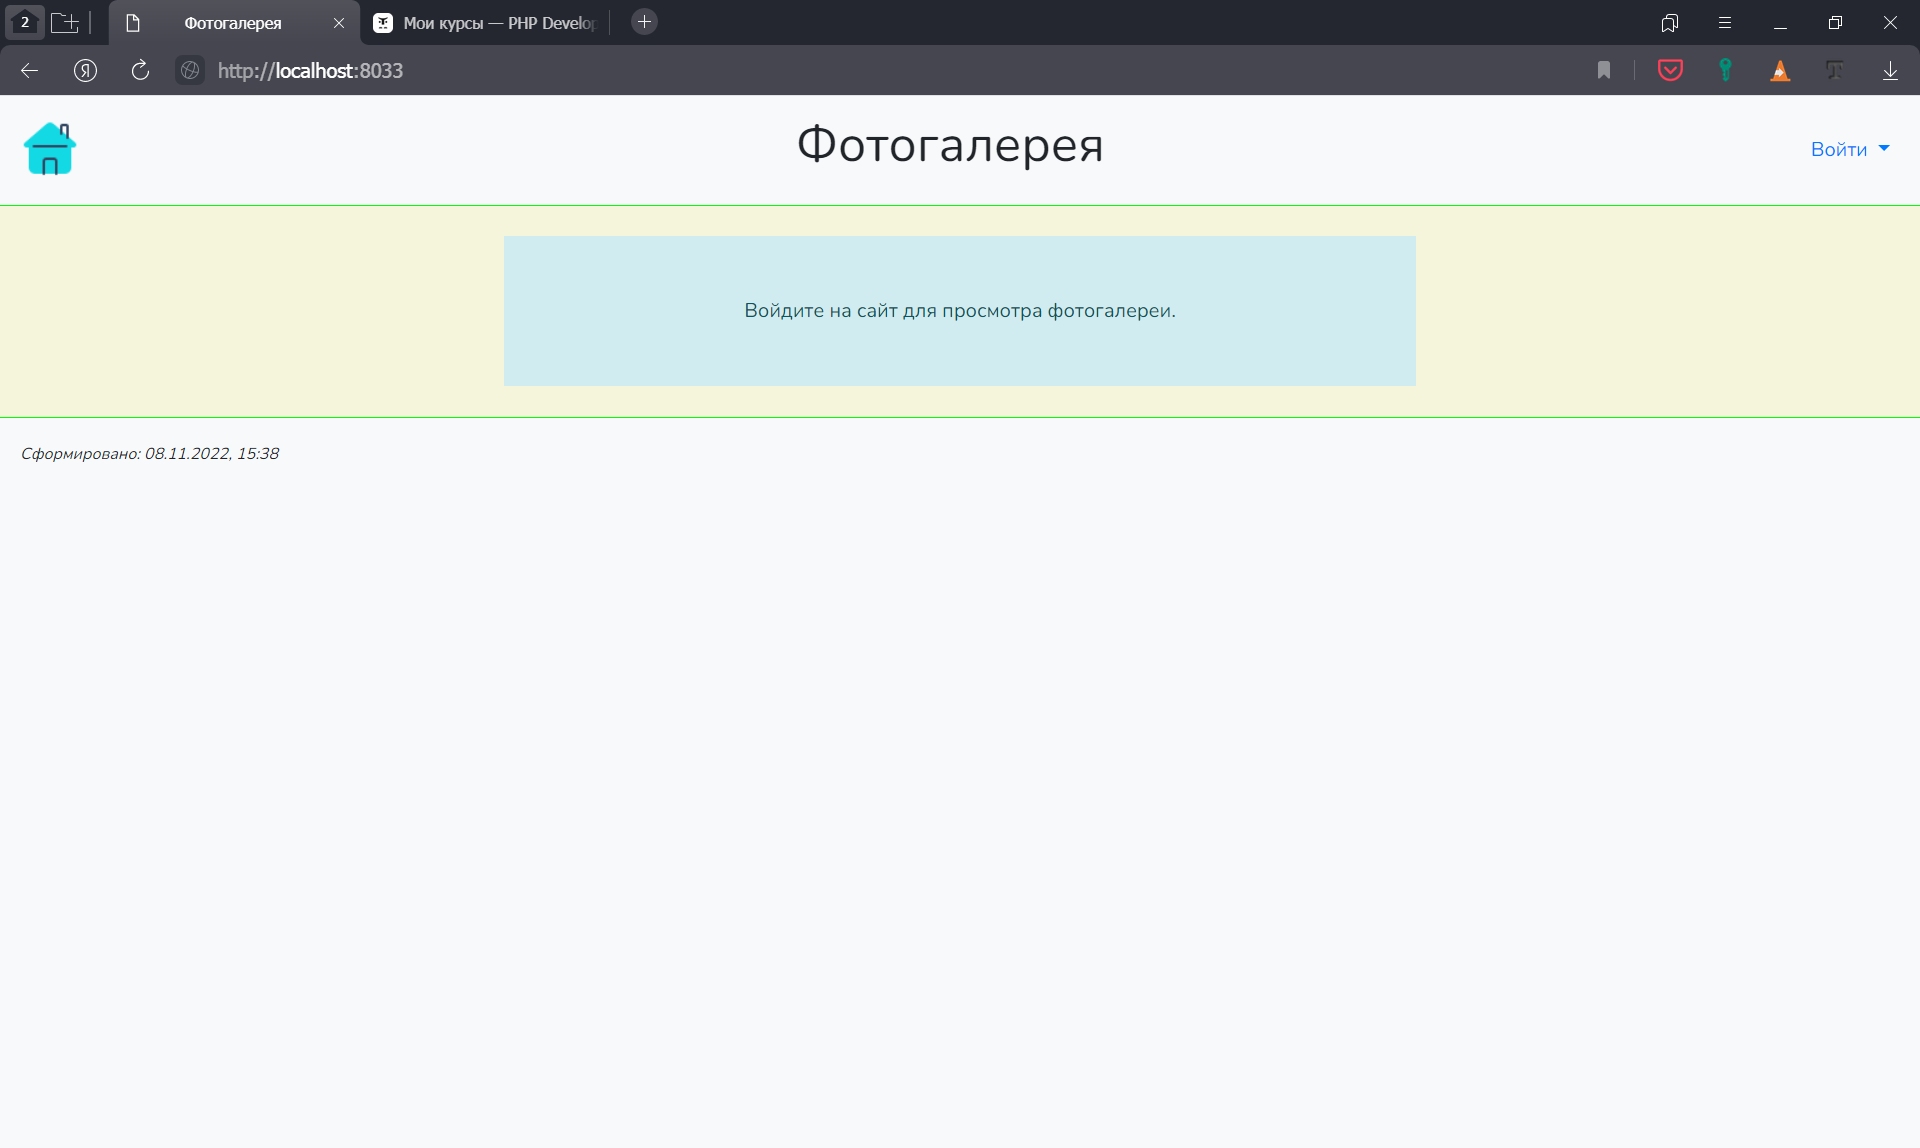 2
Фотогалерея
Мои курсы — PHP Develop
Я
http://localhost:8033
Фотогалерея
Войти
Войдите на сайт для просмотра фотогалереи.
Сформировано: 08.11.2022, 15:38